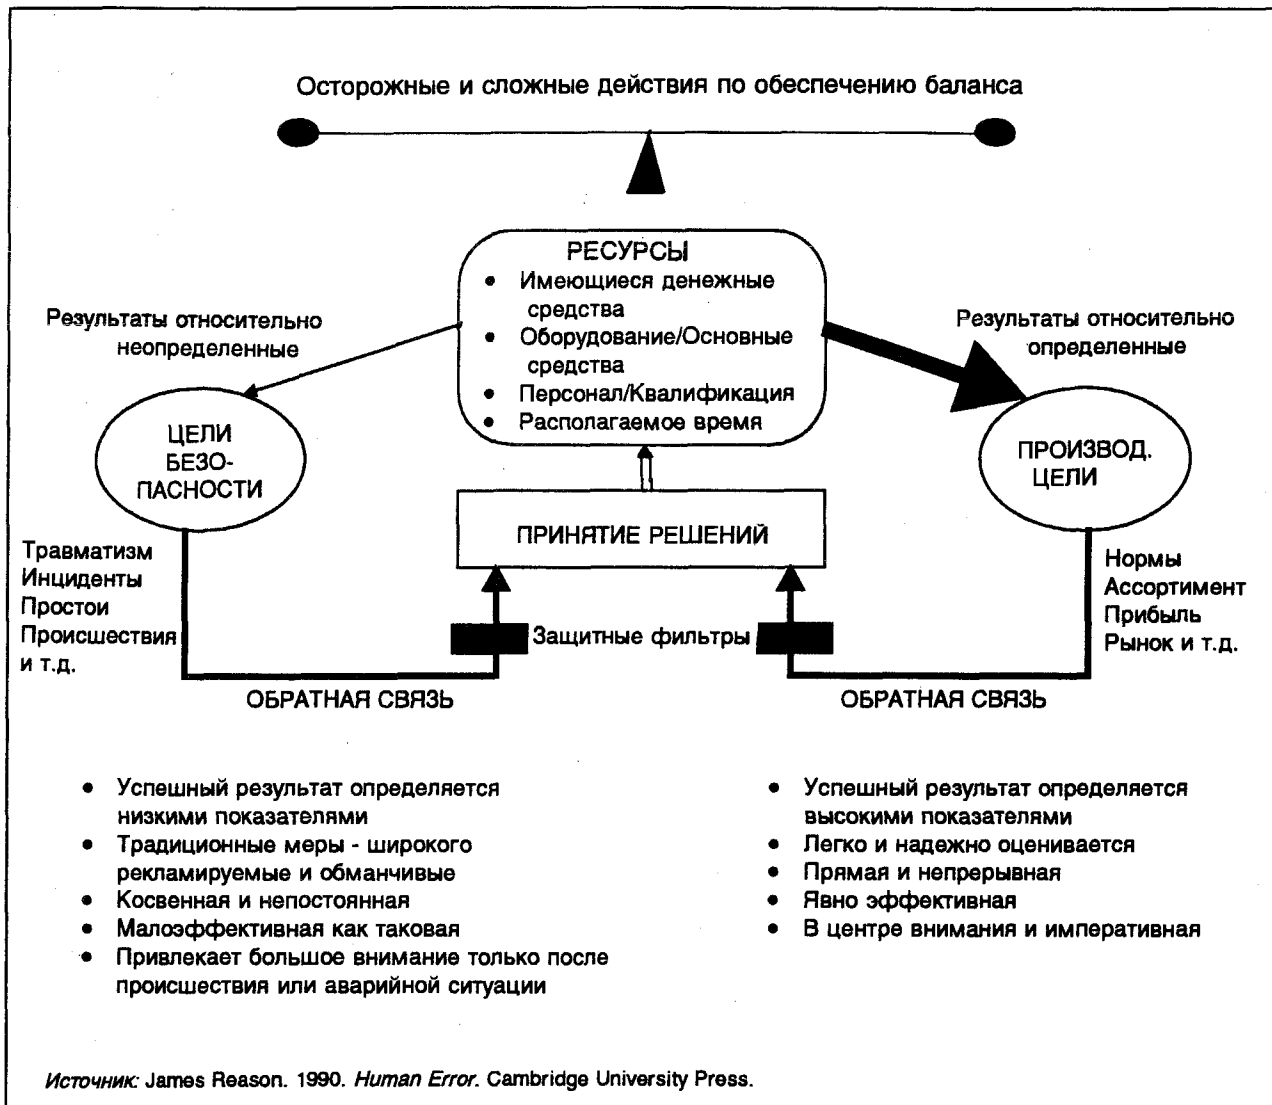 Осторожные и сложные действия по обеспечению баланса
РЕСУРСЫ
• Имеющиеся денежные
средства
• Оборудование/Основные
средства
• Персонал/Квалификация
• Располагаемое время
Результаты относительно
неопределенные
Результаты относительно
определенные
ЦЕЛИ
БЕЗО-
ПАСНОСТИ
ПРОИЗВОД.
ЦЕЛИ
ПРИНЯТИЕ РЕШЕНИЙ
Травматизм
Инциденты
Простои
Происшествия
и т.д.
Защитные фильтры
Нормы
Ассортимент
Прибыль
Рынок и т.д.
ОБРАТНАЯ СВЯЗЬ
ОБРАТНАЯ СВЯЗЬ
• Успешный результат определяется
низкими показателями
• Традиционные меры - широкого
рекламируемые и обманчивые
• Косвенная и непостоянная
• Малоэффективная как таковая
• Привлекает большое внимание только после
происшествия или аварийной ситуации
• Успешный результат определяется
высокими показателями
• Легко и надежно оценивается
• Прямая и непрерывная
• Явно эффективная
• В центре внимания и императивная
Источник: James Reason. 1990. Human Error. Cambridge University Press.